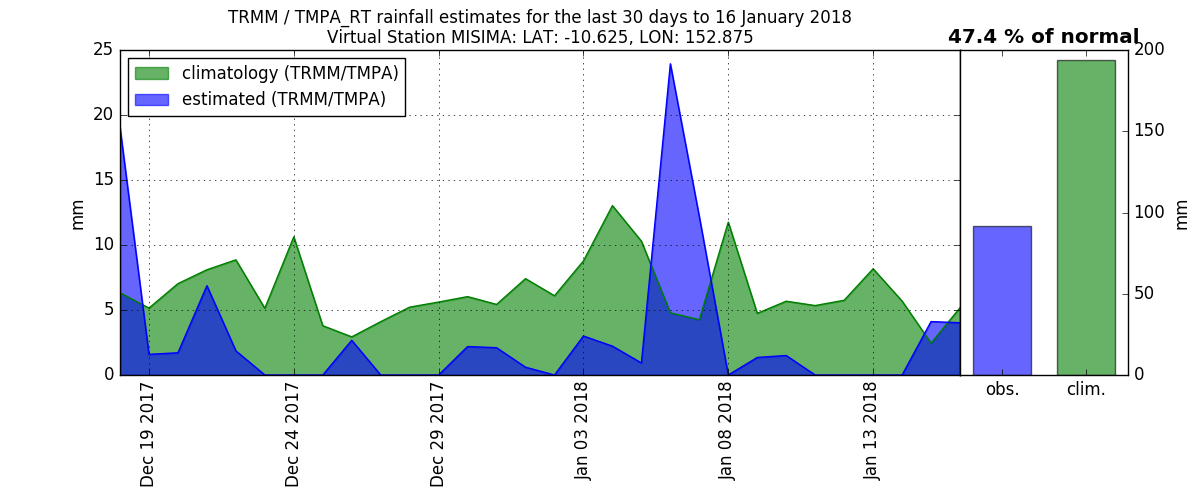 TRMM / TMPA_RT rainfall estimates for the last 30 days to 16 January 2018
Virtual Station MISIMA: LAT: -10.625, LON: 152.875
47.4 % of normal
climatology (TRMM/TMPA)
estimated (TRMM/TMPA)
25
20
15
10
5
0
mm
Dec 19 2017
Dec 24 2017
Dec 29 2017
Jan 03 2018
Jan 08 2018
Jan 13 2018
obs.
clim.
200
150
100
50
0
mm